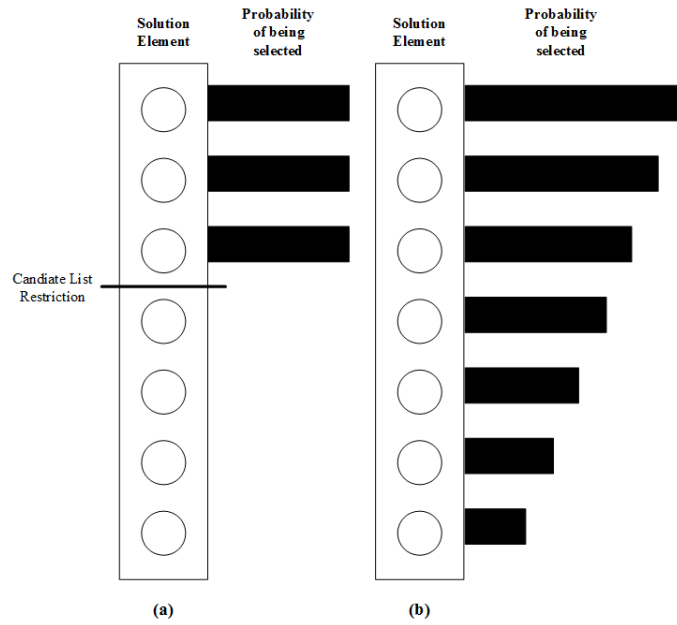 Solution
Element
Probability
of being
selected
Solution
Element
Probability
of being
selected
Candiate List
Restriction
(a)
(b)